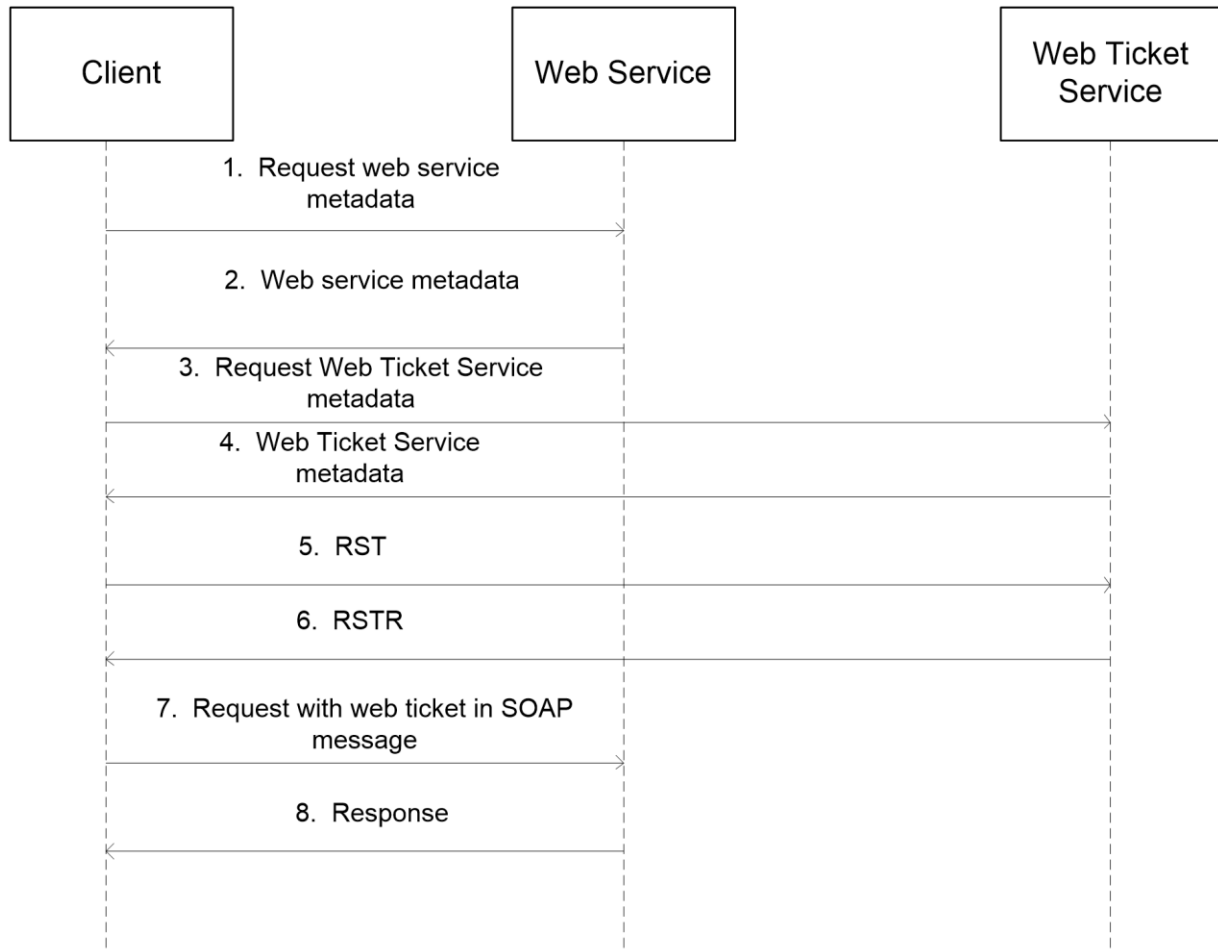 Client
Web Service
Web Ticket
Service
1. Request web service
metadata
2. Web service metadata
3. Request Web Ticket Service
metadata
4. Web Ticket Service
metadata
5. RST
6. RSTR
7. Request with web ticket in SOAP
message
8. Response